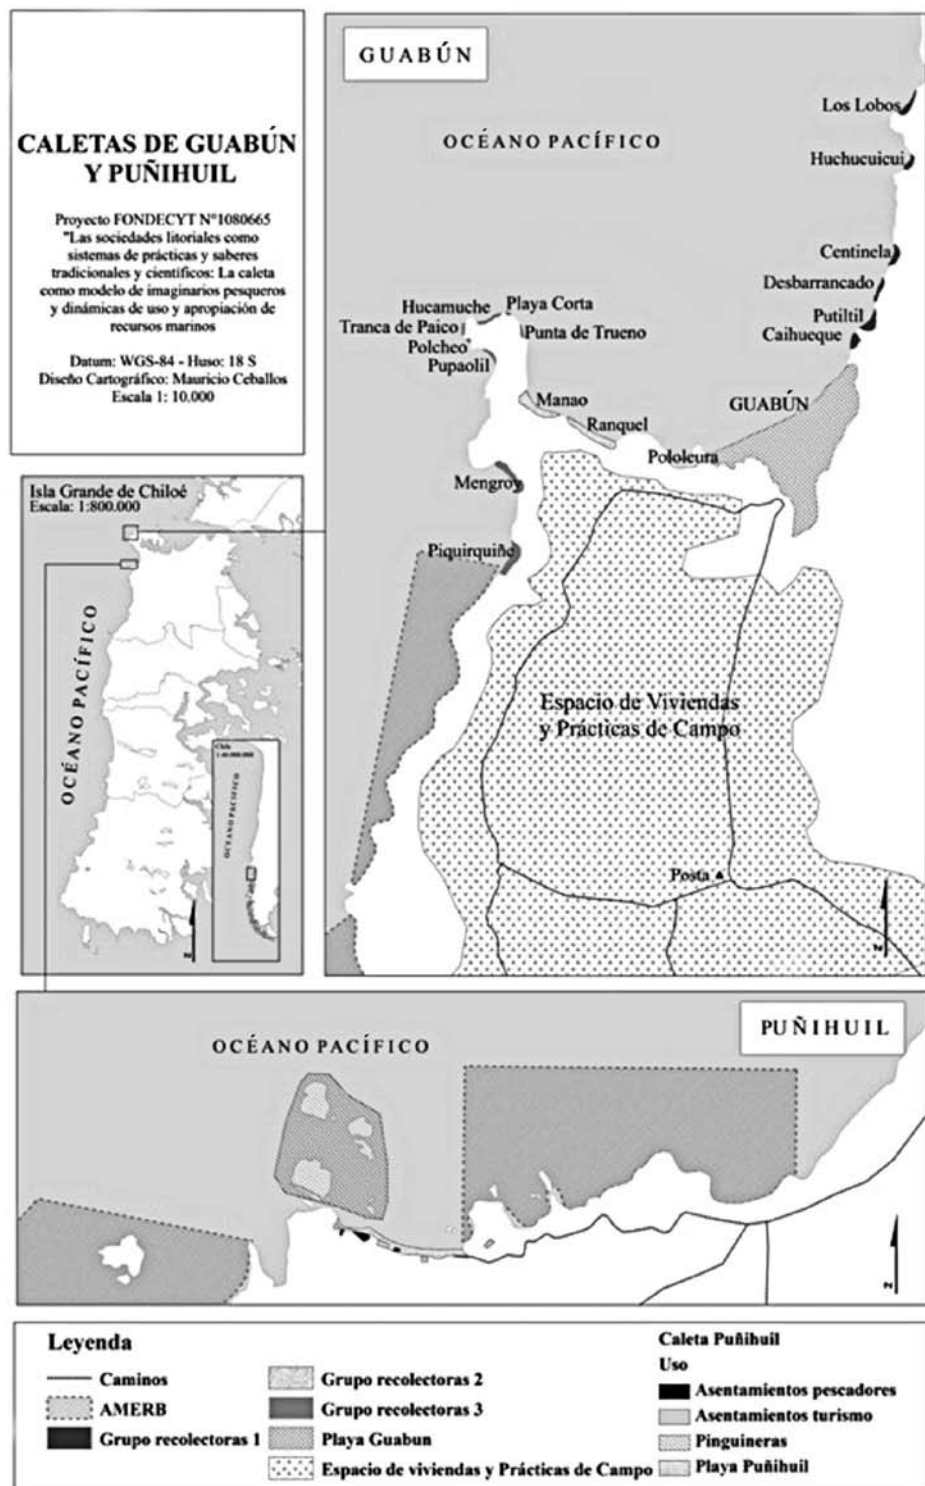 CALETAS DE GUABÚN
Y PUÑIHUIL
Proyecto FONDECYT N°1080665
"Las sociedades litoriales como
sistemas de prácticas y saberes
tradicionales y científicos: La caleta
como modelo de imaginarios pesqueros
y dinámicas de uso y apropiación de
recursos marinos
Datum: WGS-84 - Huso: 18 S
Diseño Cartográfico: Mauricio Ceballos
Escala 1: 10.000
GUABÚN
OCÉANO PACÍFICO
Los Lobos
Huchucuicui
Centinela
Desbarrancado
Putiltil
Caihueque
Hucamuche
Playa Corta
Tranca de Paico
Punta de Trueno
Polcheo
Pupaolil
Manao
GUABÚN
Ranquel
Pololeura
Mengroy
Piquirquiñe
Espacio de Viviendas
y Prácticas de Campo
Posta
N
Isla Grande de Chiloé
Escala: 1:800.000
OCÉANO PACÍFICO
Chile
OCÉANO PACÍFICO
N
PUÑIHUIL
OCÉANO PACÍFICO
N
Leyenda
Caminos
AMERB
Grupo recolectoras 1
Grupo recolectoras 2
Grupo recolectoras 3
Playa Guabun
Espacio de viviendas y Prácticas de Campo
Caleta Puñihuil
Uso
Asentamientos pescadores
Asentamientos turismo
Pinguineras
Playa Puñihuil